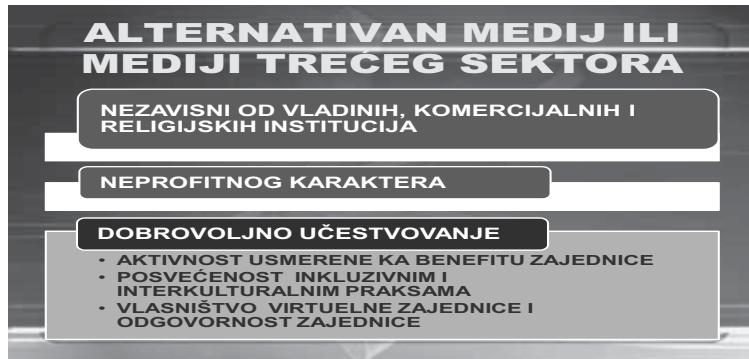 ALTERNATIVAN MEDIJ ILI
MEDIJI TREĆEG SEKTORA
NEZAVISNI OD VLADINIH, KOMERCIJALNIH I
RELIGIJSKIH INSTITUCIJA
NEPROFITNOG KARAKTERA
DOBROVOLJNO UČESTVOVANJE
• AKTIVNOST USMERENE KA BENEFITU ZAJEDNICE
• POSVEĆENOST INKLUZIVNIM I
INTERKULTURALNIM PRAKSAMA
• VLASNIŠTVO VIRTUELNE ZAJEDNICE I
ODGOVORNOST ZAJEDNICE